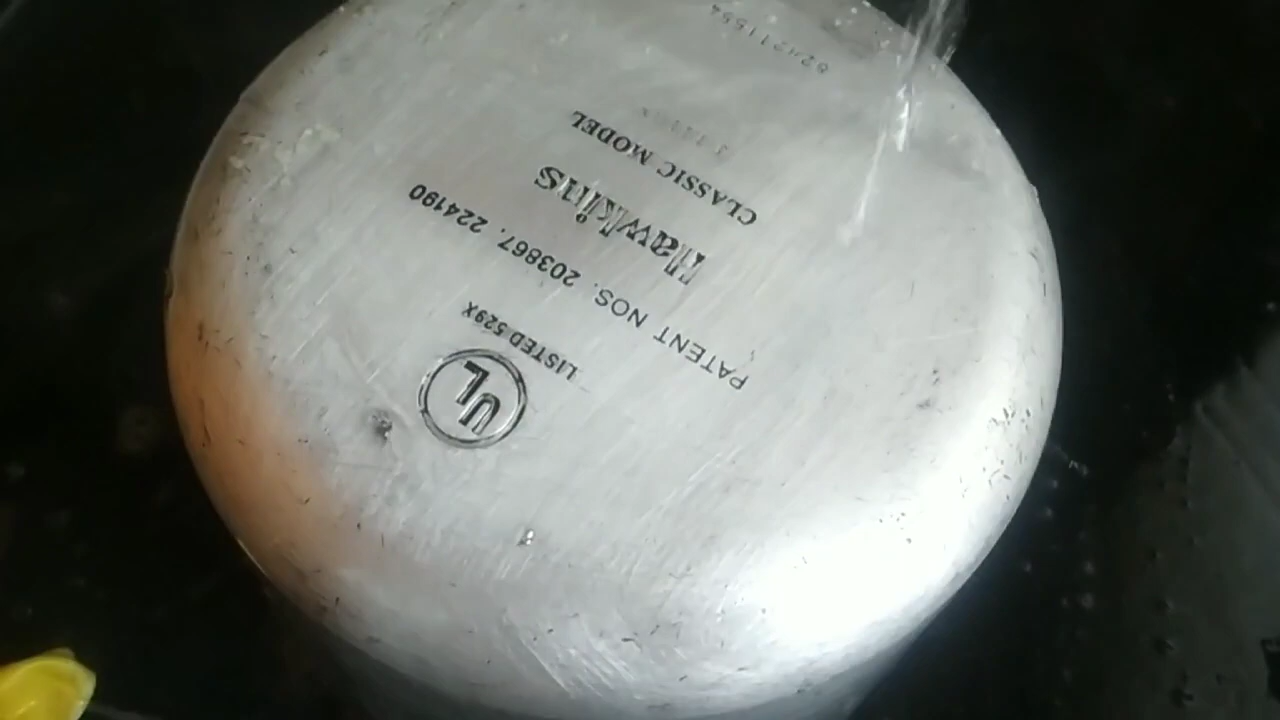 UL
LISTED 529X
PATENT NOS. 203867, 224190
Hawkins
CLASSIC MODEL